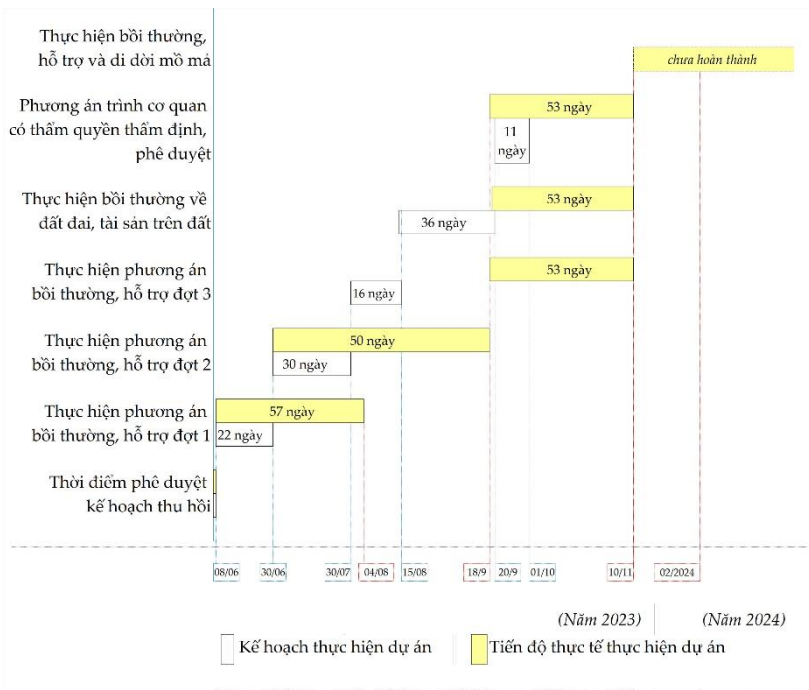 Thực hiện bồi thường,
hỗ trợ và di dời mồ mả
chưa hoàn thành
Phương án trình cơ quan
có thẩm quyền thẩm định,
phê duyệt
53 ngày
11
ngày
Thực hiện bồi thường về
đất đai, tài sản trên đất
53 ngày
36 ngày
Thực hiện phương án
bồi thường, hỗ trợ đợt 3
53 ngày
16 ngày
Thực hiện phương án
bồi thường, hỗ trợ đợt 2
50 ngày
30 ngày
Thực hiện phương án
bồi thường, hỗ trợ đợt 1
57 ngày
22 ngày
Thời điểm phê duyệt
kế hoạch thu hồi
08/06 30/06 30/07 04/08 15/08 18/9 20/9 01/10 10/11 02/2024
(Năm 2023) (Năm 2024)
Kế hoạch thực hiện dự án Tiến độ thực tế thực hiện dự án